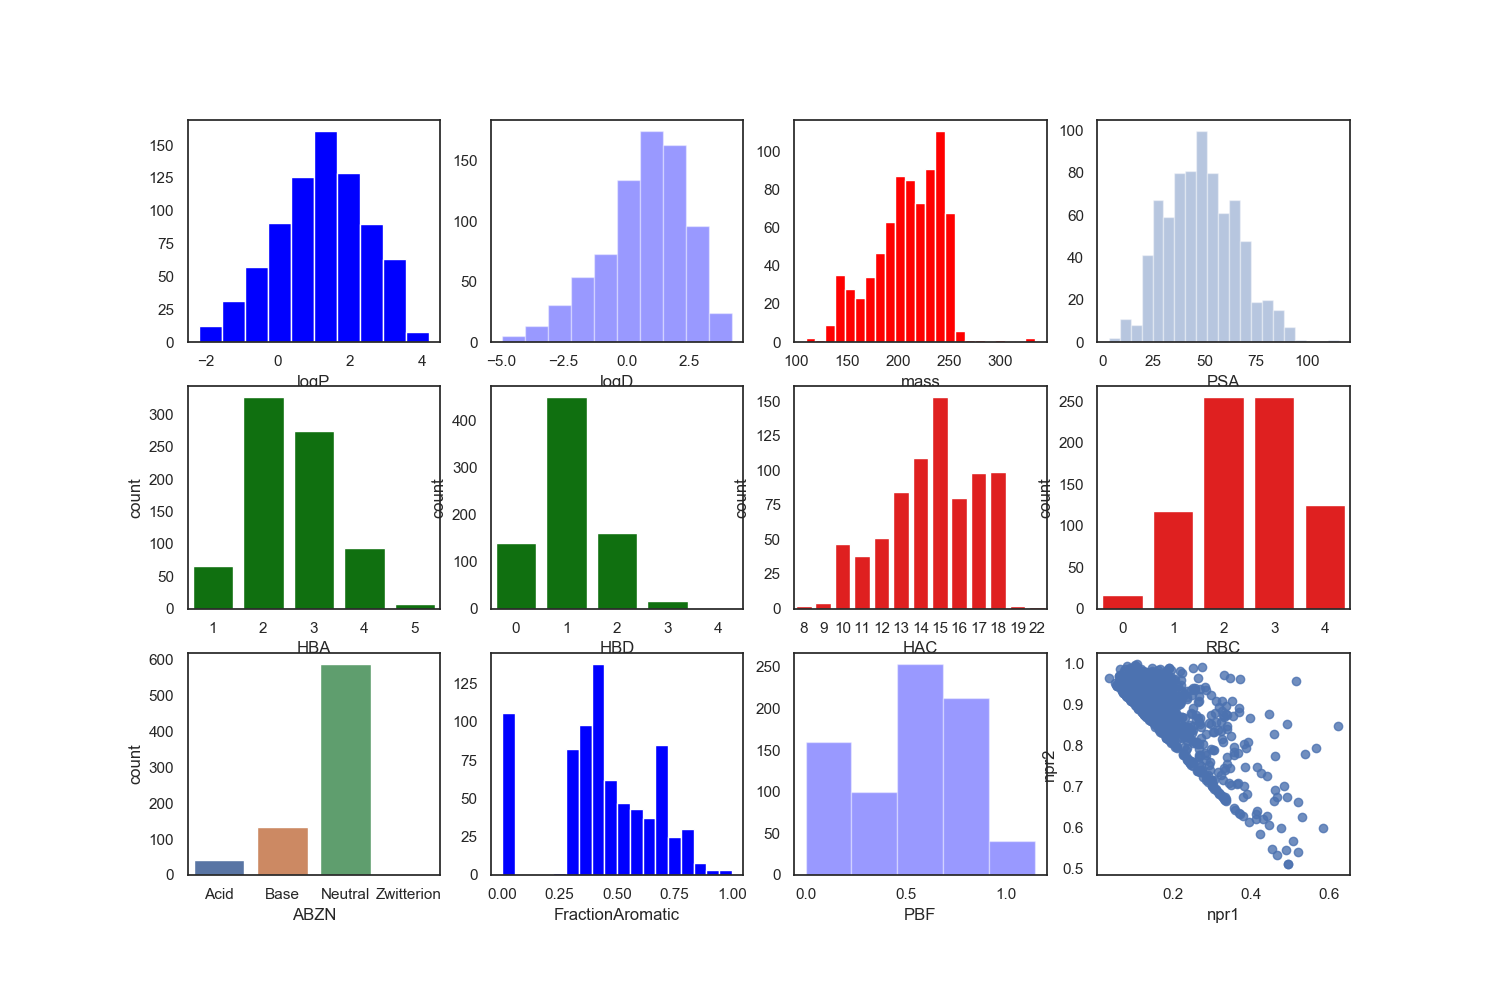 150
125
100
75
50
25
0
−2 0 2 4
logP
150
100
50
0
−5.0 −2.5 0.0 2.5
logD
100
80
60
40
20
0
100 150 200 250 300
mass
100
80
60
40
20
0
0 25 50 75 100
PSA
count
300
250
200
150
100
50
0
1 2 3 4 5
HBA
count
400
300
200
100
0
0 1 2 3 4
HBD
count
150
125
100
75
50
25
0
8 9 10 11 12 13 14 15 16 17 18 19 22
HAC
count
250
200
150
100
50
0
0 1 2 3 4
RBC
count
600
500
400
300
200
100
0
Acid Base Neutral Zwitterion
ABZN
125
100
75
50
25
0
0.00 0.25 0.50 0.75 1.00
FractionAromatic
250
200
150
100
50
0
0.0 0.5 1.0
PBF
npr2
1.0
0.9
0.8
0.7
0.6
0.5
0.2 0.4 0.6
npr1